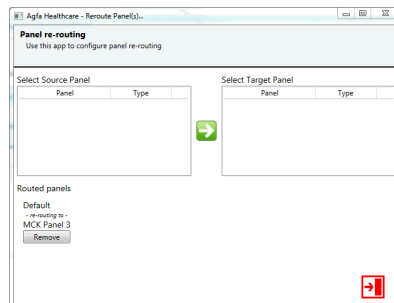 Agfa Healthcare - Reroute Panel(s)...
Panel re-routing
Use this app to configure panel re-routing
Select Source Panel
Select Target Panel
Panel Type
Panel Type
Routed panels
Default
- re-routing to -
MCK Panel 3
Remove